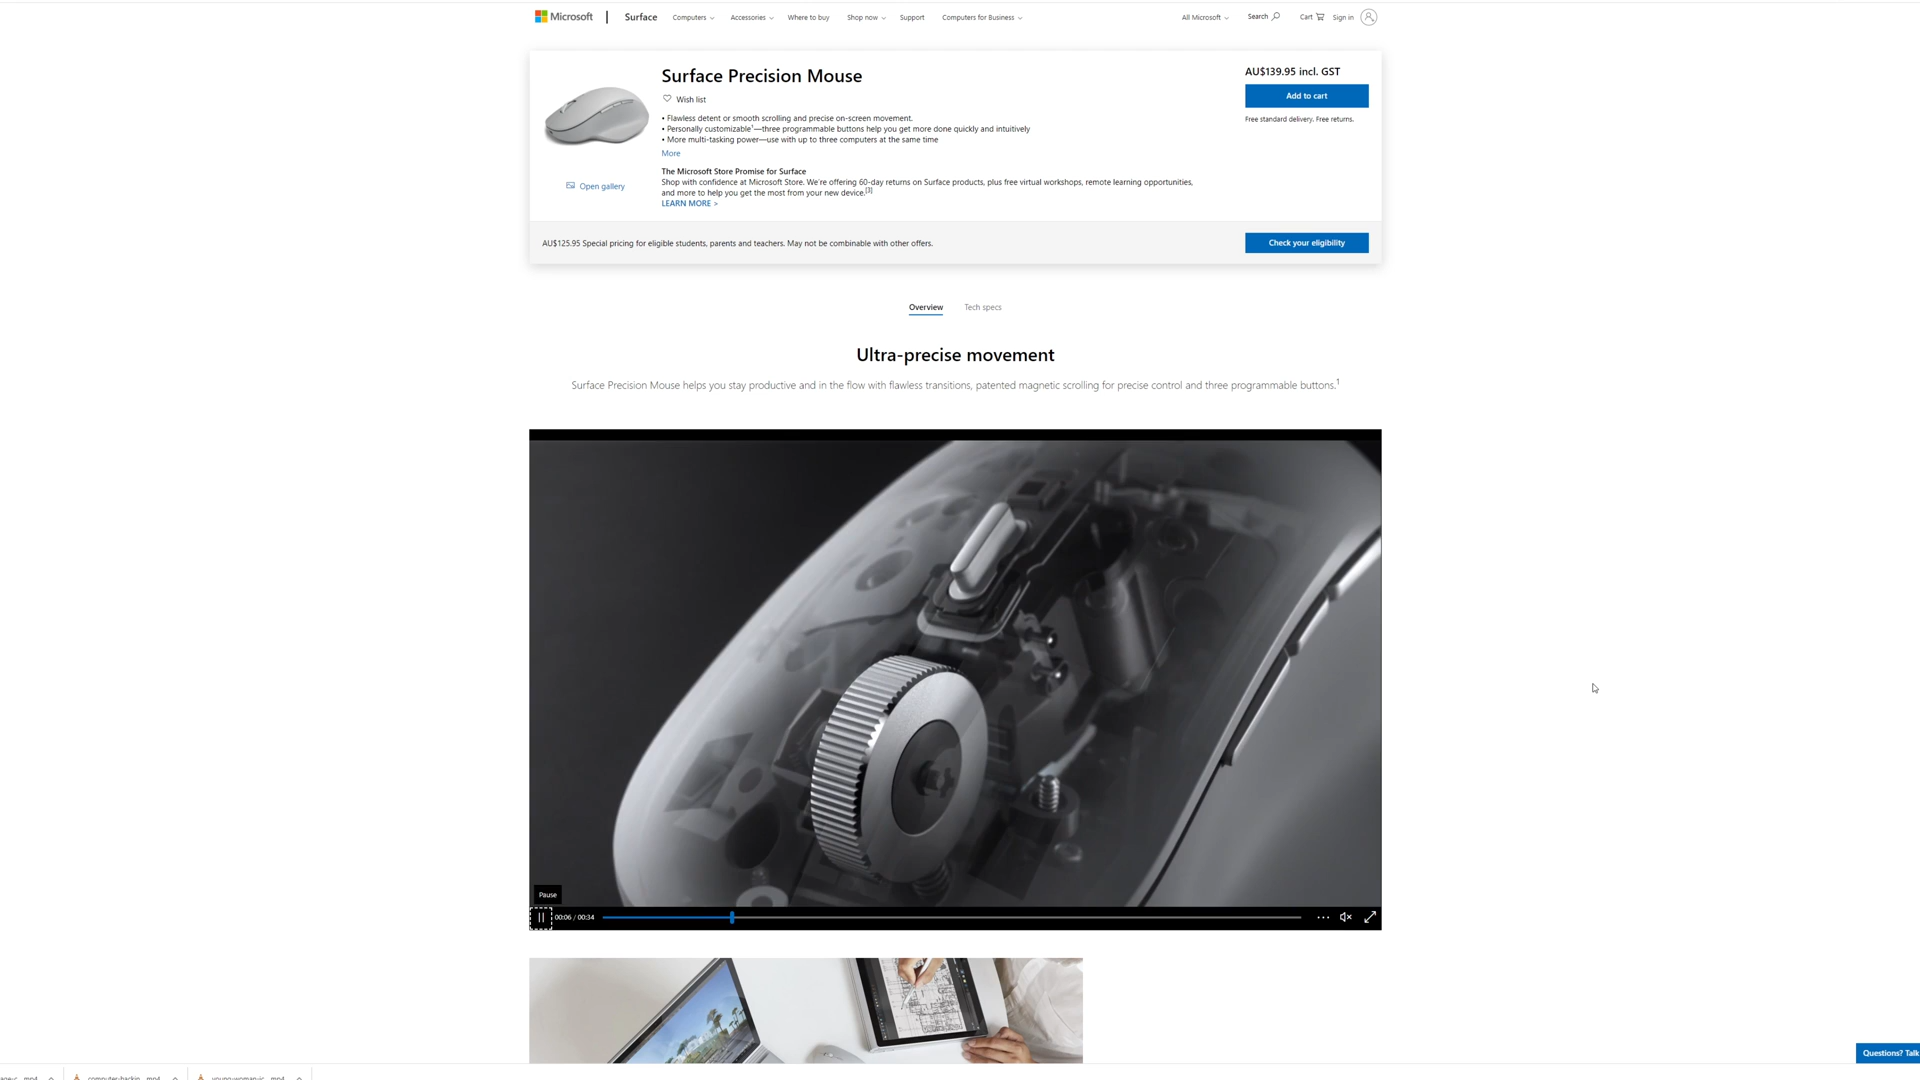 Microsoft
Surface
Computers
Accessories
Where to buy
Shop now
Support
Computers for Business
All Microsoft
Search
Cart
Sign in
Surface Precision Mouse
AU$139.95 incl. GST
Wish list
Add to cart
• Flawless detent or smooth scrolling and precise on-screen movement.
Free standard delivery. Free returns.
• Personally customizable¹—three programmable buttons help you get more done quickly and intuitively
• More multi-tasking power—use with up to three computers at the same time
More
The Microsoft Store Promise for Surface
Open gallery
Shop with confidence at Microsoft Store. We're offering 60-day returns on Surface products, plus free virtual workshops, remote learning opportunities,
and more to help you get the most from your new device.[3]
LEARN MORE >
AU$125.95 Special pricing for eligible students, parents and teachers. May not be combinable with other offers.
Check your eligibility
Overview
Tech specs
Ultra-precise movement
Surface Precision Mouse helps you stay productive and in the flow with flawless transitions, patented magnetic scrolling for precise control and three programmable buttons.¹
Pause
00:06 / 00:34
Questions? Talk